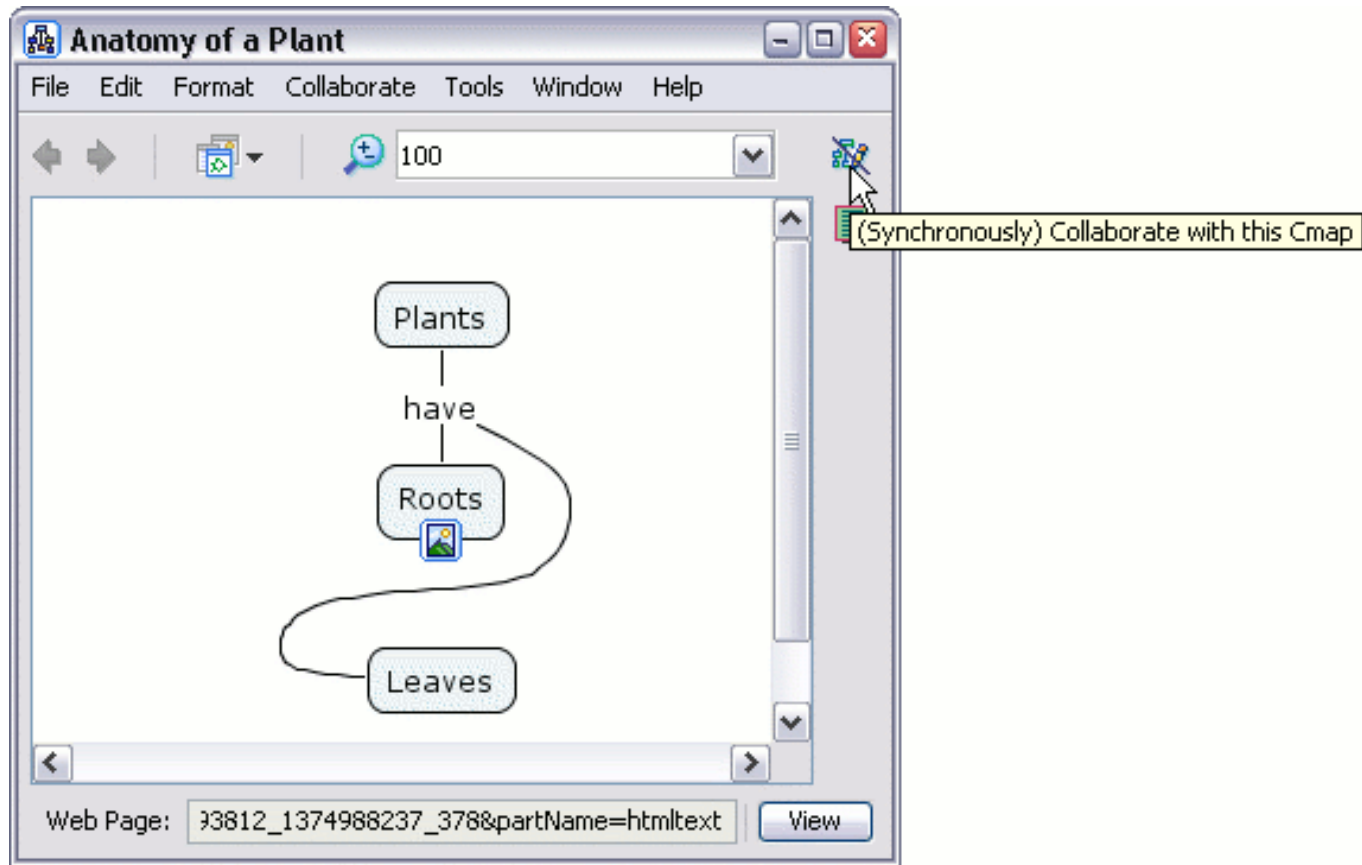 Anatomy of a Plant
File Edit Format Collaborate Tools Window Help
100
(Synchronously) Collaborate with this Cmap
Plants
have
Roots
Leaves
Web Page: 93812_1374988237_378&partName=htmltext View